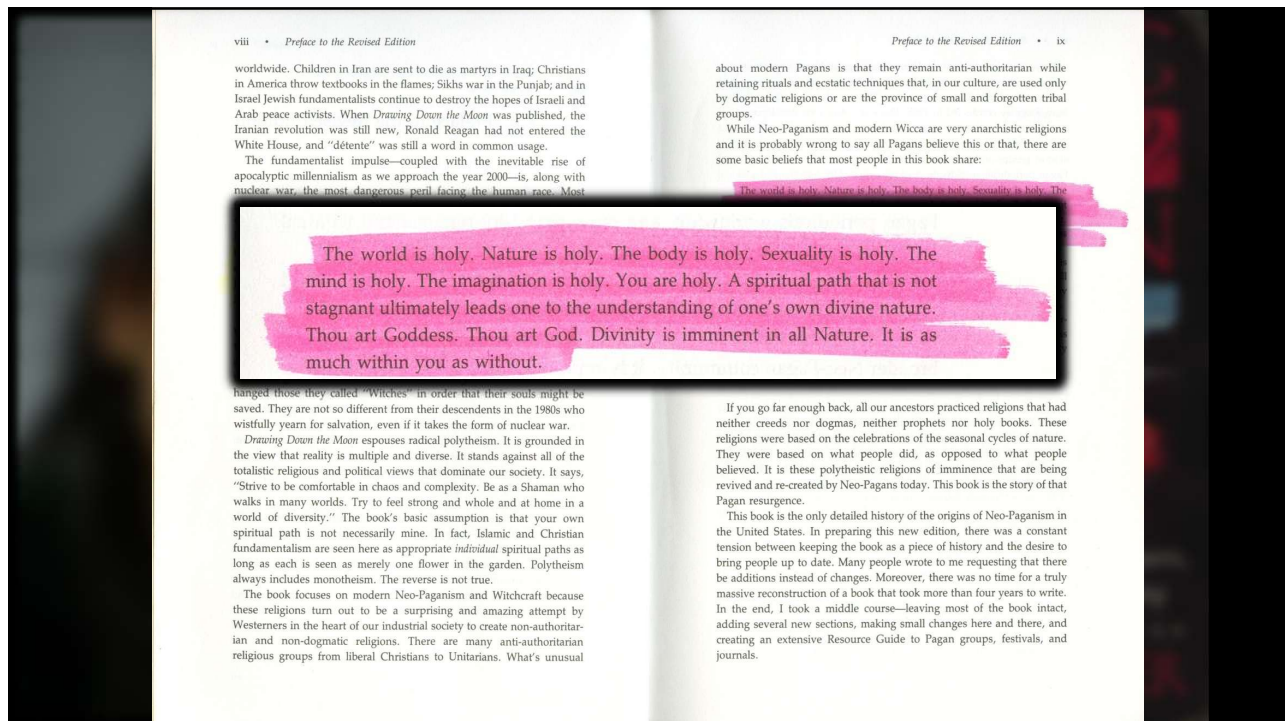 viii • Preface to the Revised Edition
worldwide. Children in Iran are sent to die as martyrs in Iraq; Christians
in America throw textbooks in the flames; Sikhs war in the Punjab; and in
Israel Jewish fundamentalists continue to destroy the hopes of Israeli and
Arab peace activists. When Drawing Down the Moon was published, the
Iranian revolution was still new, Ronald Reagan had not entered the
White House, and "détente" was still a word in common usage.
The fundamentalist impulse—coupled with the inevitable rise of
apocalyptic millennialism as we approach the year 2000—is, along with
nuclear war, the most dangerous peril facing the human race. Most
hanged those they called "Witches" in order that their souls might be
saved. They are not so different from their descendents in the 1980s who
wistfully yearn for salvation, even if it takes the form of nuclear war.
Drawing Down the Moon espouses radical polytheism. It is grounded in
the view that reality is multiple and diverse. It stands against all of the
totalistic religious and political views that dominate our society. It says,
"Strive to be comfortable in chaos and complexity. Be as a Shaman who
walks in many worlds. Try to feel strong and whole and at home in a
world of diversity." The book's basic assumption is that your own
spiritual path is not necessarily mine. In fact, Islamic and Christian
fundamentalism are seen here as appropriate individual spiritual paths as
long as each is seen as merely one flower in the garden. Polytheism
always includes monotheism. The reverse is not true.
The book focuses on modern Neo-Paganism and Witchcraft because
these religions turn out to be a surprising and amazing attempt by
Westerners in the heart of our industrial society to create non-authoritar-
ian and non-dogmatic religions. There are many anti-authoritarian
religious groups from liberal Christians to Unitarians. What's unusual
Preface to the Revised Edition • ix
about modern Pagans is that they remain anti-authoritarian while
retaining rituals and ecstatic techniques that, in our culture, are used only
by dogmatic religions or are the province of small and forgotten tribal
groups.
While Neo-Paganism and modern Wicca are very anarchistic religions
and it is probably wrong to say all Pagans believe this or that, there are
some basic beliefs that most people in this book share:
The world is holy. Nature is holy. The body is holy. Sexuality is holy. The
The world is holy. Nature is holy. The body is holy. Sexuality is holy. The
mind is holy. The imagination is holy. You are holy. A spiritual path that is not
stagnant ultimately leads one to the understanding of one's own divine nature.
Thou art Goddess. Thou art God. Divinity is imminent in all Nature. It is as
much within you as without.
If you go far enough back, all our ancestors practiced religions that had
neither creeds nor dogmas, neither prophets nor holy books. These
religions were based on the celebrations of the seasonal cycles of nature.
They were based on what people did, as opposed to what people
believed. It is these polytheistic religions of imminence that are being
revived and re-created by Neo-Pagans today. This book is the story of that
Pagan resurgence.
This book is the only detailed history of the origins of Neo-Paganism in
the United States. In preparing this new edition, there was a constant
tension between keeping the book as a piece of history and the desire to
bring people up to date. Many people wrote to me requesting that there
be additions instead of changes. Moreover, there was no time for a truly
massive reconstruction of a book that took more than four years to write.
In the end, I took a middle course—leaving most of the book intact,
adding several new sections, making small changes here and there, and
creating an extensive Resource Guide to Pagan groups, festivals, and
journals.